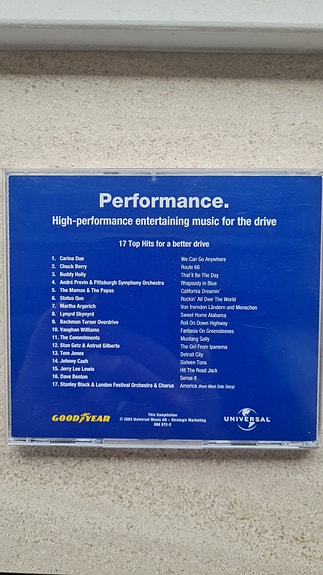 Performance.
High-performance entertaining music for the drive
17 Top Hits for a better drive
1. Carina Due We Can Go Anywhere
2. Chuck Berry Route 66
3. Buddy Holly That'll Be The Day
4. André Previn & Pittsburgh Symphony Orchestra Rhapsody In Blue
5. The Mamas & The Papas California Dreamin'
6. Status Quo Rockin' All Over The World
7. Martha Argerich Von fremden Ländern und Menschen
8. Lynyrd Skynyrd Sweet Home Alabama
9. Bachman Turner Overdrive Roll On Down Highway
10. Vaughan Williams Fantasia On Greensleeves
11. The Commitments Mustang Sally
12. Stan Getz & Astrud Gilberto The Girl From Ipanema
13. Tom Jones Detroit City
14. Johnny Cash Sixteen Tons
15. Jerry Lee Lewis Hit The Road Jack
16. Dave Benton Sense It
17. Stanley Black & London Festival Orchestra & Chorus America (from West Side Story)
GOODYEAR
This Compilation
© 2005 Universal Music AB – Strategic Marketing
UNIVERSAL